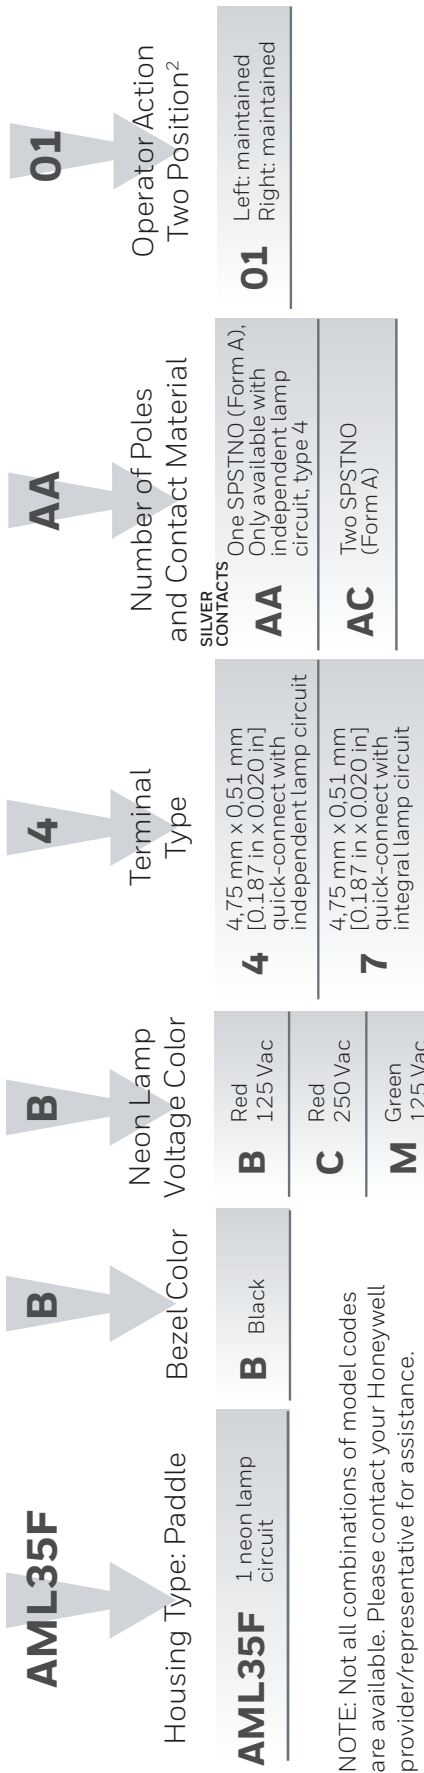 AML35F
B
B
4
AA
01
Housing Type: Paddle
AML35F
1 neon lamp
circuit
Bezel Color
B
Black
Neon Lamp
Voltage Color
B
Red
125 Vac
C
Red
250 Vac
M
Green
125 Vac
Terminal
Type
4
4,75 mm x 0,51 mm
[0.187 in x 0.020 in]
quick-connect with
independent lamp circuit
7
4,75 mm x 0,51 mm
[0.187 in x 0.020 in]
quick-connect with
integral lamp circuit
Number of Poles
and Contact Material
SILVER
CONTACTS
AA
One SPSTNO (Form A),
Only available with
independent lamp
circuit, type 4
AC
Two SPSTNO
(Form A)
Operator Action
Two Position²
01
Left: maintained
Right: maintained
NOTE: Not all combinations of model codes
are available. Please contact your Honeywell
provider/representative for assistance.